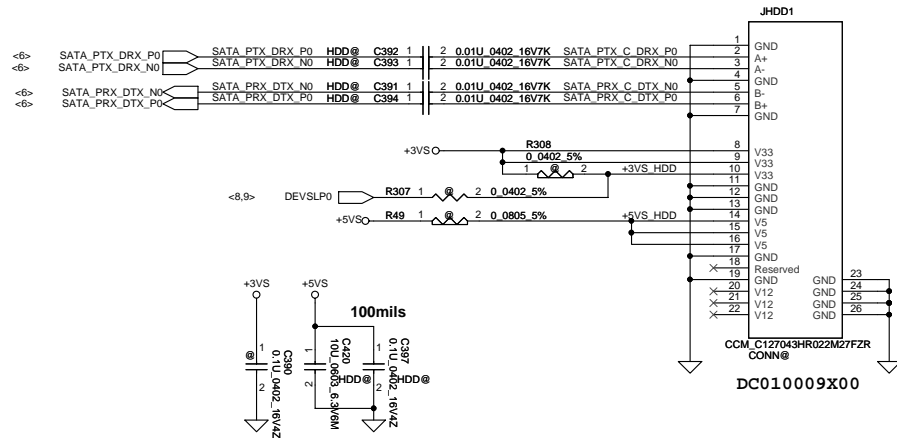 JHDD1
<6> SATA_PTX_DRX_P0 SATA_PTX_DRX_P0 HDD@ C392 1 2 0.01U_0402_16V7K SATA_PTX_C_DRX_P0
<6> SATA_PTX_DRX_N0 SATA_PTX_DRX_N0 HDD@ C393 1 2 0.01U_0402_16V7K SATA_PTX_C_DRX_N0
<6> SATA_PRX_DTX_N0 SATA_PRX_DTX_N0 HDD@ C391 1 2 0.01U_0402_16V7K SATA_PRX_C_DTX_N0
<6> SATA_PRX_DTX_P0 SATA_PRX_DTX_P0 HDD@ C394 1 2 0.01U_0402_16V7K SATA_PRX_C_DTX_P0
1 GND
2 A+
3 A-
4 GND
5 B-
6 B+
7 GND
+3VS
R308
0_0402_5%
1 @ 2
+3VS_HDD
<8,9> DEVSLP0 R307 1 @ 2 0_0402_5%
+5VS R49 1 @ 2 0_0805_5% +5VS_HDD
8 V33
9 V33
10 V33
11 GND
12 GND
13 GND
14 V5
15 V5
16 V5
17 GND
18 Reserved
19 GND
20 V12
21 V12
22 V12
GND 23
GND 24
GND 25
GND 26
CCM_C127043HR022M27FZR
CONN@
DC010009X00
+3VS
@
1
2
C390
0.1U_0402_16V4Z
+5VS
100mils
1
2
C420
10U_0603_6.3V6M
HDD@
1
2
C397
0.1U_0402_16V4Z
HDD@